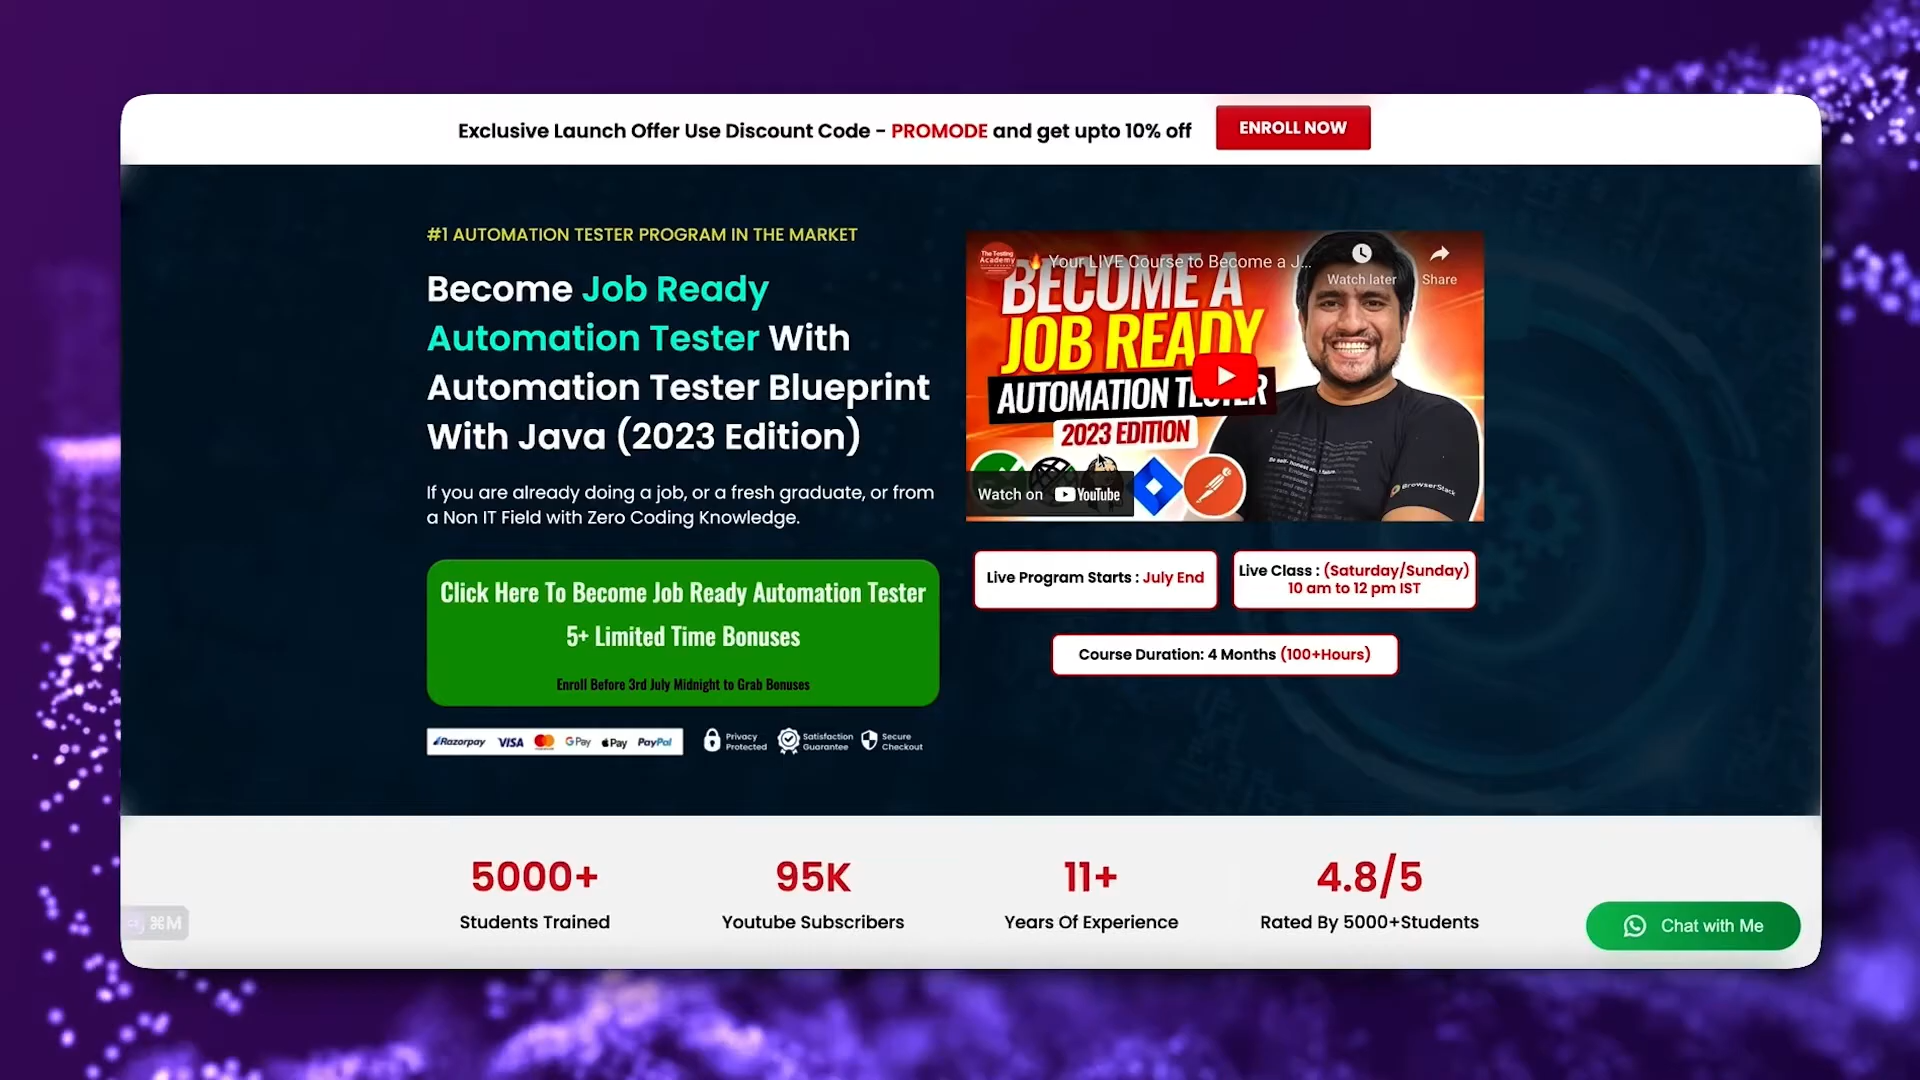 Exclusive Launch Offer Use Discount Code - PROMODE and get upto 10% off
ENROLL NOW
#1 AUTOMATION TESTER PROGRAM IN THE MARKET
Become Job Ready
Automation Tester With
Automation Tester Blueprint
With Java (2023 Edition)
If you are already doing a job, or a fresh graduate, or from
a Non IT Field with Zero Coding Knowledge.
Click Here To Become Job Ready Automation Tester
5+ Limited Time Bonuses
Enroll Before 3rd July Midnight to Grab Bonuses
Razorpay VISA G Pay Pay PayPal
Privacy
Protected
Satisfaction
Guarantee
Secure
Checkout
The Testing
Academy
Your LIVE Course to Become a J...
Watch later
Share
BECOME A
JOB READY
AUTOMATION TESTER
2023 EDITION
Watch on YouTube
BrowserStack
Live Program Starts : July End
Live Class : (Saturday/Sunday)
10 am to 12 pm IST
Course Duration: 4 Months (100+Hours)
5000+
Students Trained
95K
Youtube Subscribers
11+
Years Of Experience
4.8/5
Rated By 5000+Students
⌘M
Chat with Me